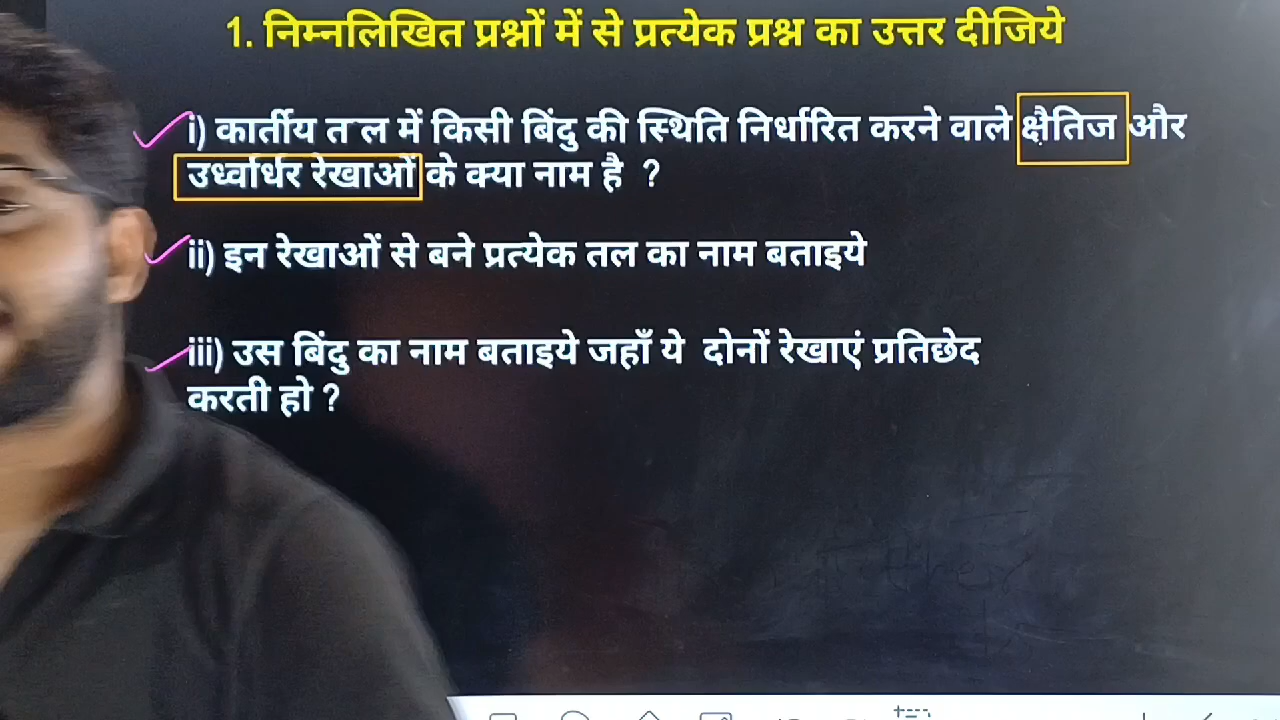 1. निम्नलिखित प्रश्नों में से प्रत्येक प्रश्न का उत्तर दीजिये
i) कार्तीय तल में किसी बिंदु की स्थिति निर्धारित करने वाले क्षैतिज और
उर्ध्वार्धर रेखाओं के क्या नाम है ?
ii) इन रेखाओं से बने प्रत्येक तल का नाम बताइये
iii) उस बिंदु का नाम बताइये जहाँ ये दोनों रेखाएं प्रतिछेद
करती हो ?